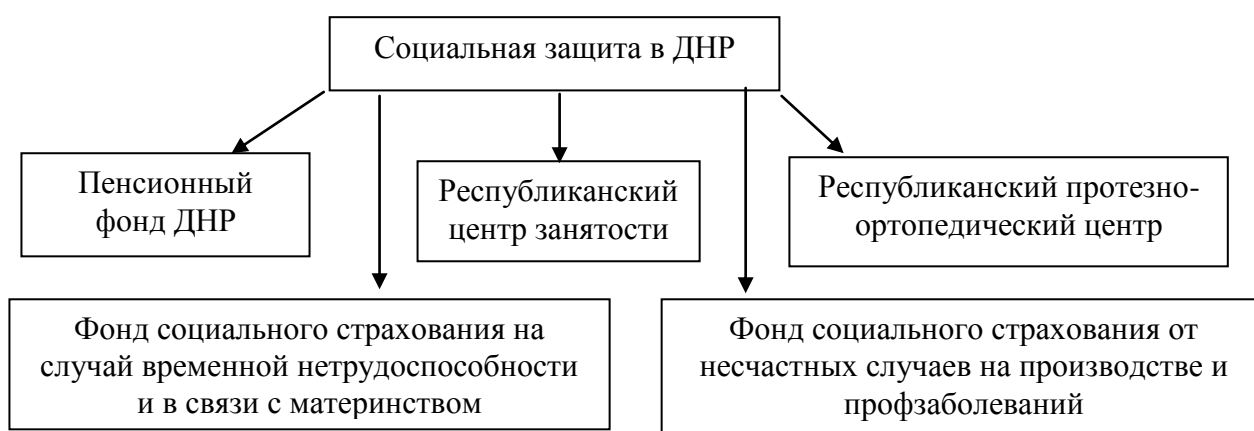 Социальная защита в ДНР
Пенсионный
фонд ДНР
Республиканский
центр занятости
Республиканский протезно-
ортопедический центр
Фонд социального страхования на
случай временной нетрудоспособности
и в связи с материнством
Фонд социального страхования от
несчастных случаев на производстве и
профзаболеваний